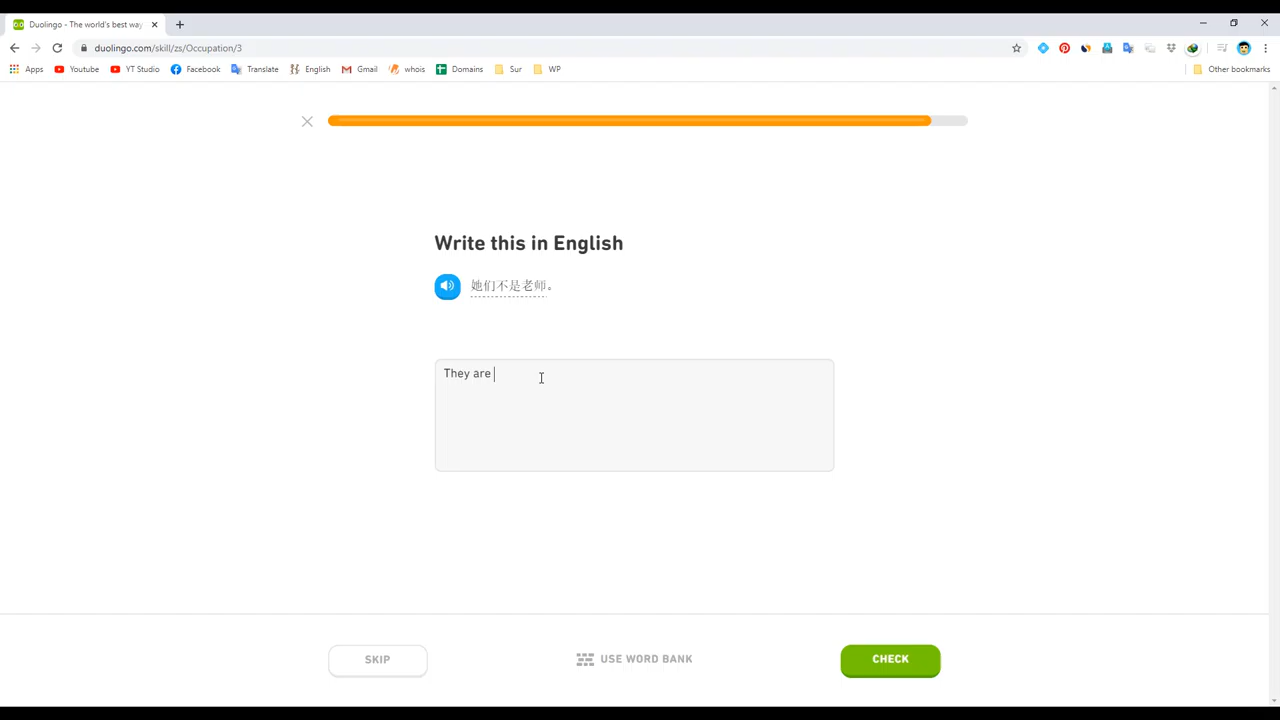 Duolingo - The world's best way
duolingo.com/skill/zs/Occupation/3
Apps Youtube YT Studio Facebook Translate English Gmail whois Domains Sur WP Other bookmarks
Write this in English
她们不是老师。
They are
SKIP USE WORD BANK CHECK